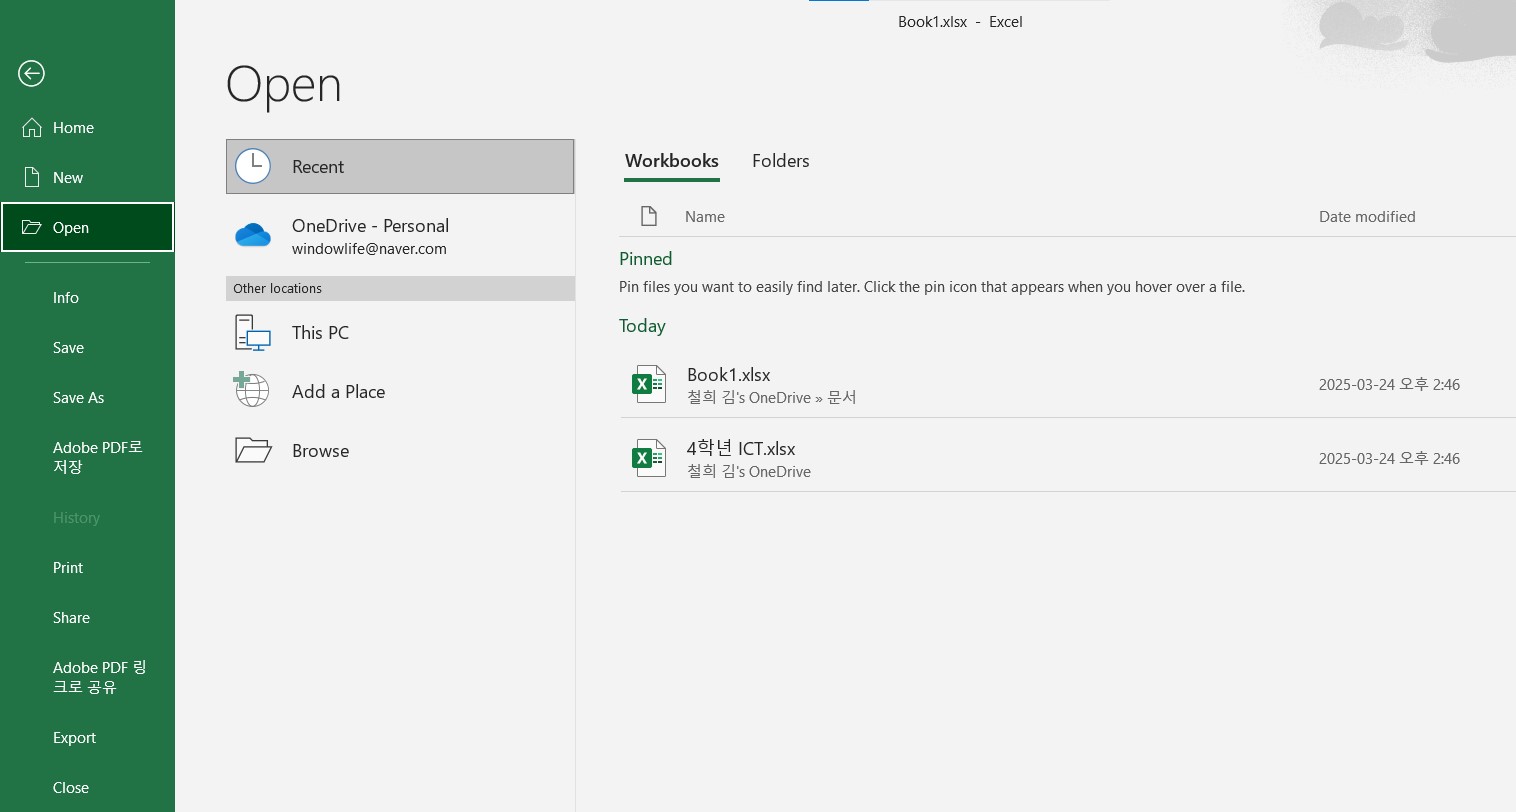 Book1.xlsx - Excel
Home
New
Open
Info
Save
Save As
Adobe PDF로
저장
History
Print
Share
Adobe PDF 링
크로 공유
Export
Close
Open
Recent
OneDrive - Personal
windowlife@naver.com
Other locations
This PC
Add a Place
Browse
Workbooks Folders
Name Date modified
Pinned
Pin files you want to easily find later. Click the pin icon that appears when you hover over a file.
Today
Book1.xlsx
철희 김's OneDrive » 문서
2025-03-24 오후 2:46
4학년 ICT.xlsx
철희 김's OneDrive
2025-03-24 오후 2:46